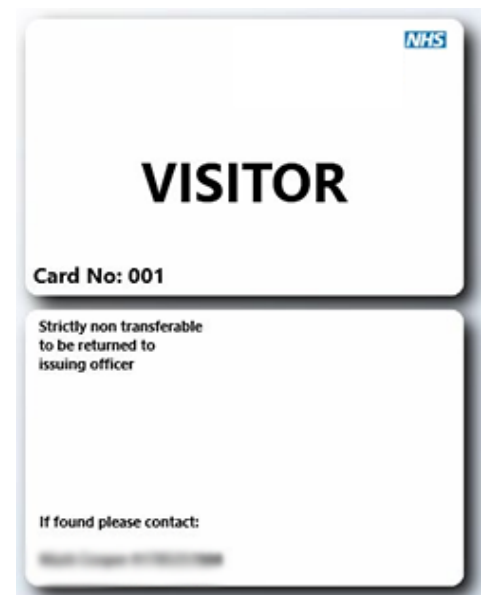 NHS
VISITOR
Card No: 001
Strictly non transferable
to be returned to
issuing officer
If found please contact: